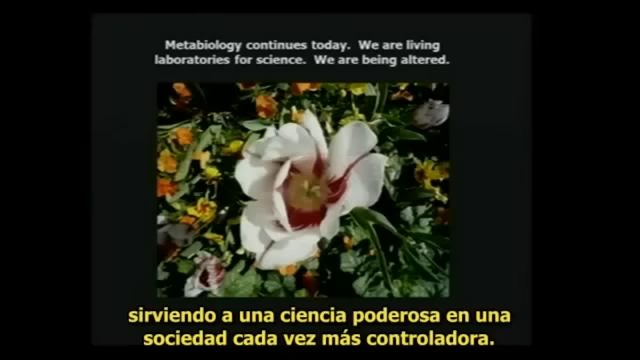 Metabiology continues today.  We are living
laboratories for science.  We are being altered.
sirviendo a una ciencia poderosa en una
sociedad cada vez más controladora.